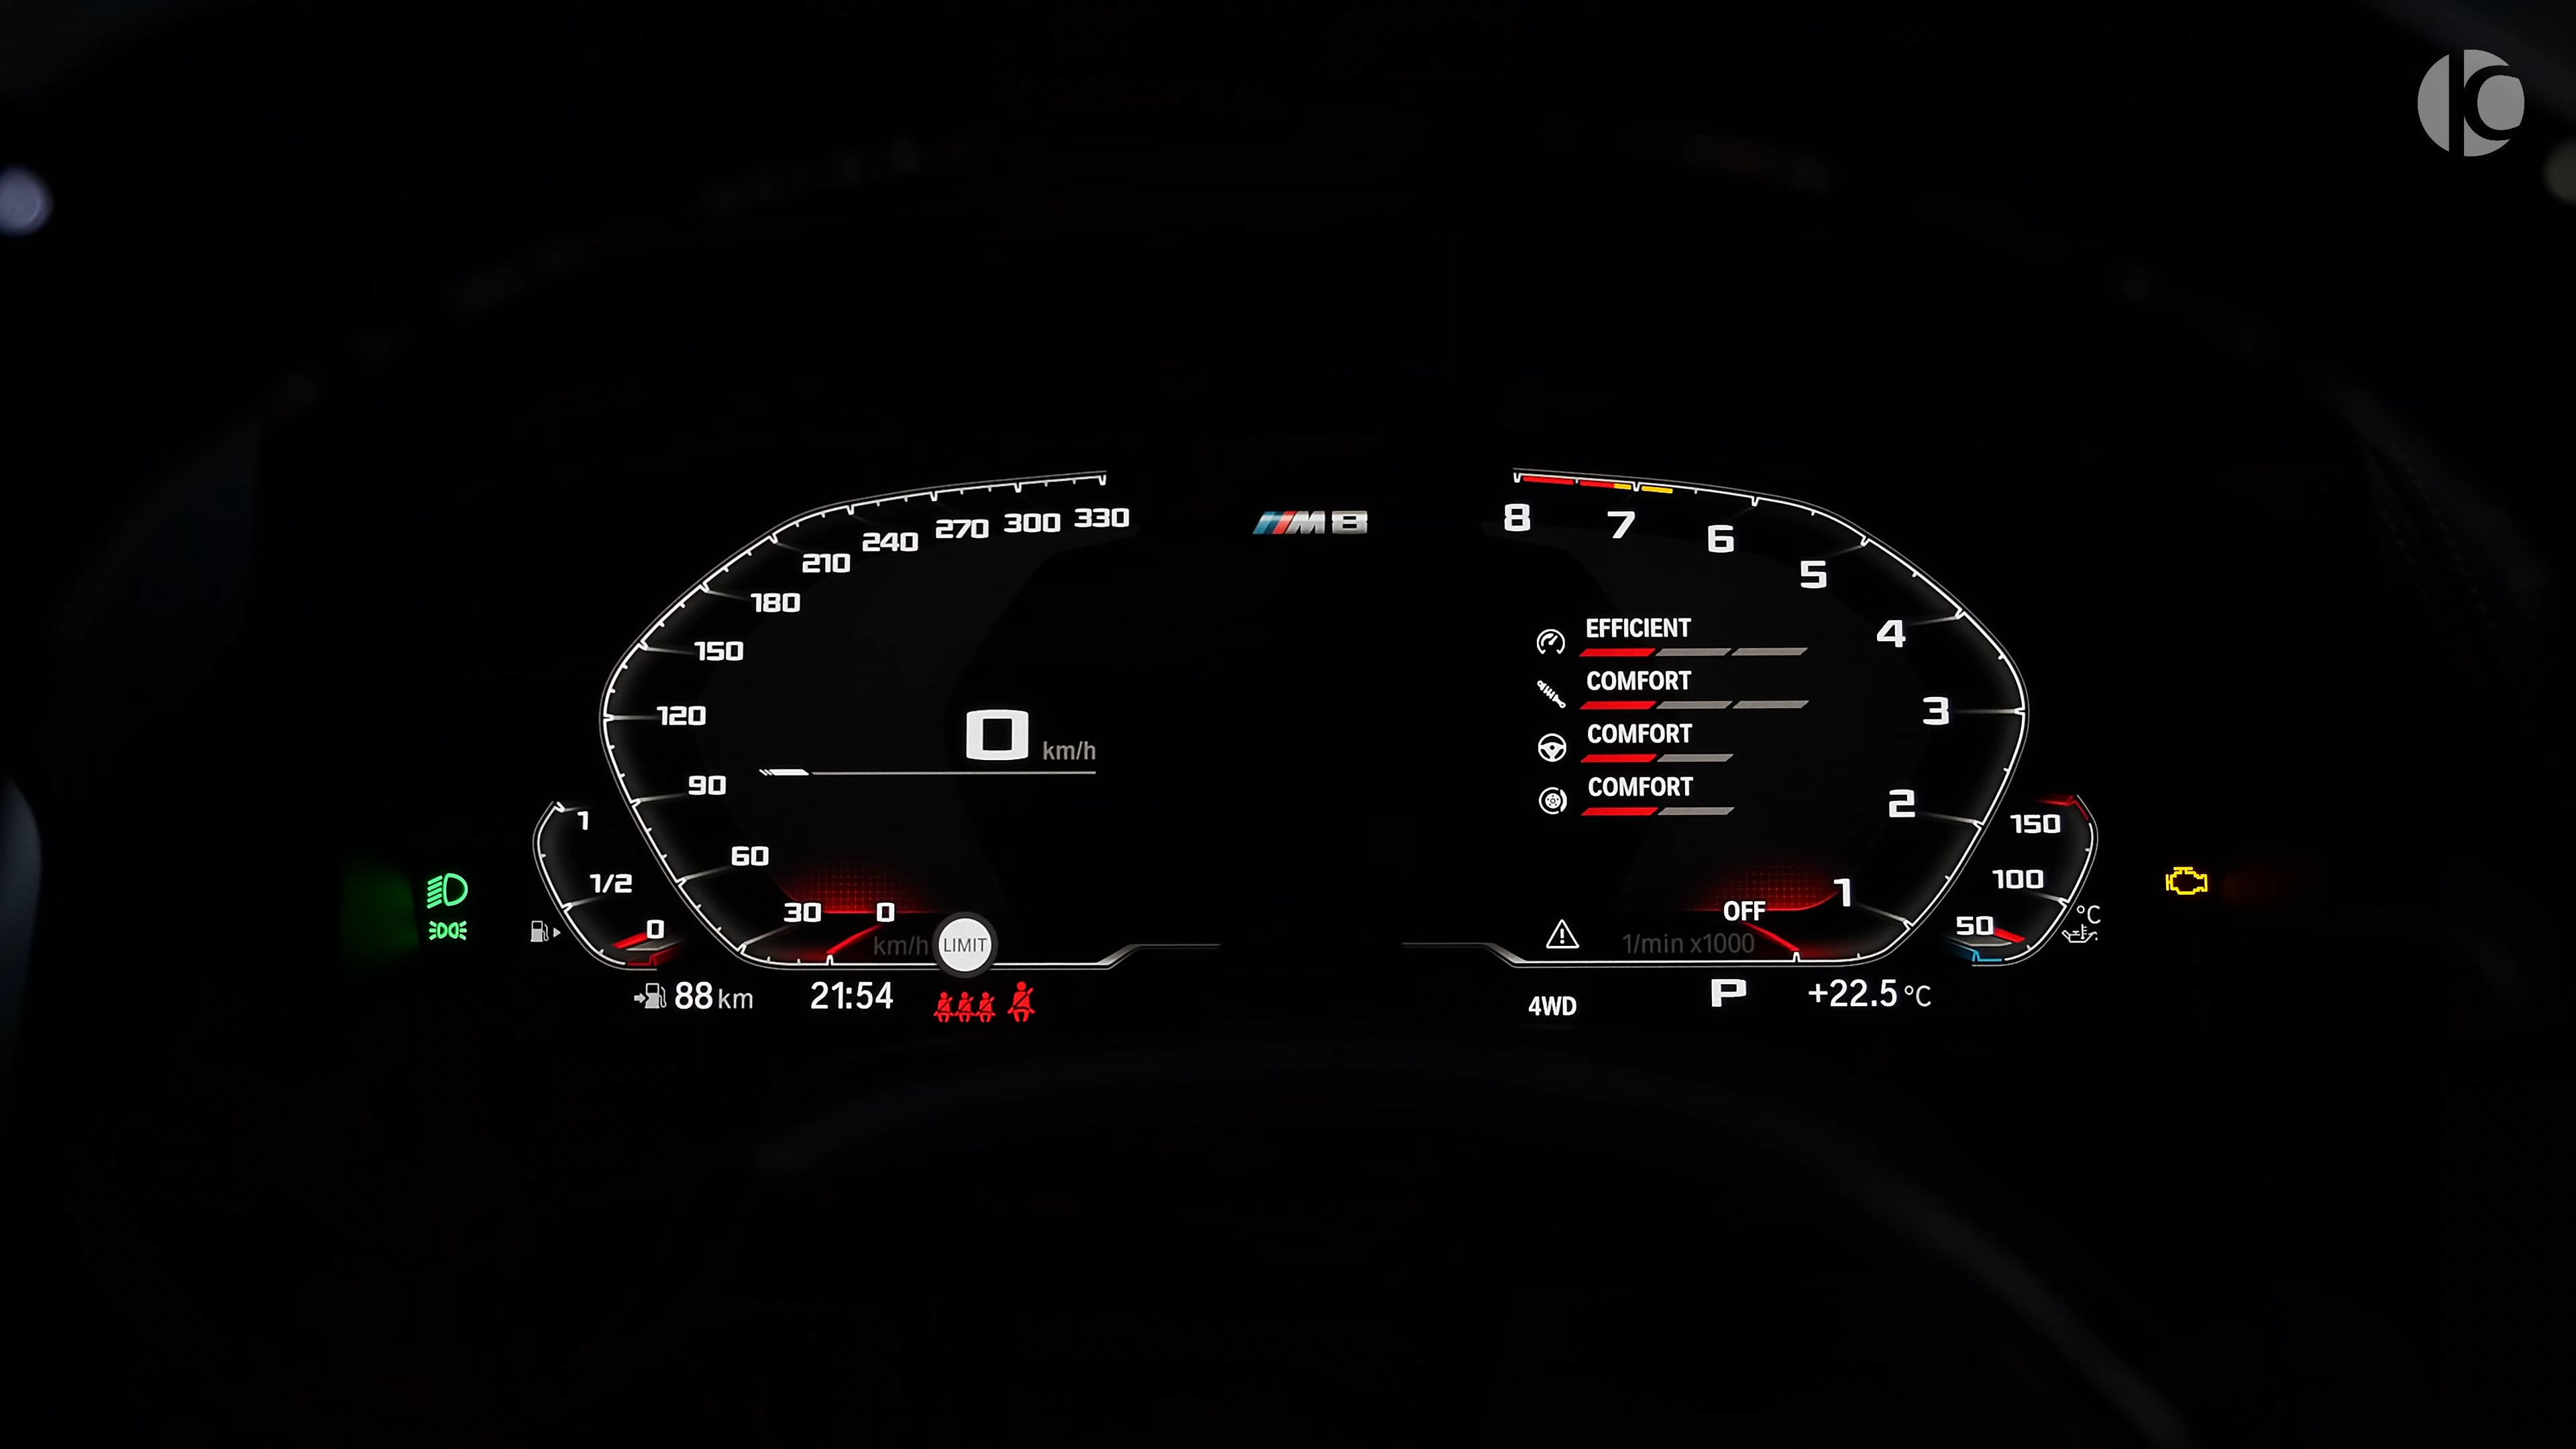 M8
330
300
270
240
210
180
150
120
90
60
30
0
km/h
0 km/h
LIMIT
1
1/2
0
88 km
21:54
8
7
6
5
4
3
2
1
OFF
1/min x1000
EFFICIENT
COMFORT
COMFORT
COMFORT
150
100
50
°C
4WD
P
+22.5 °C